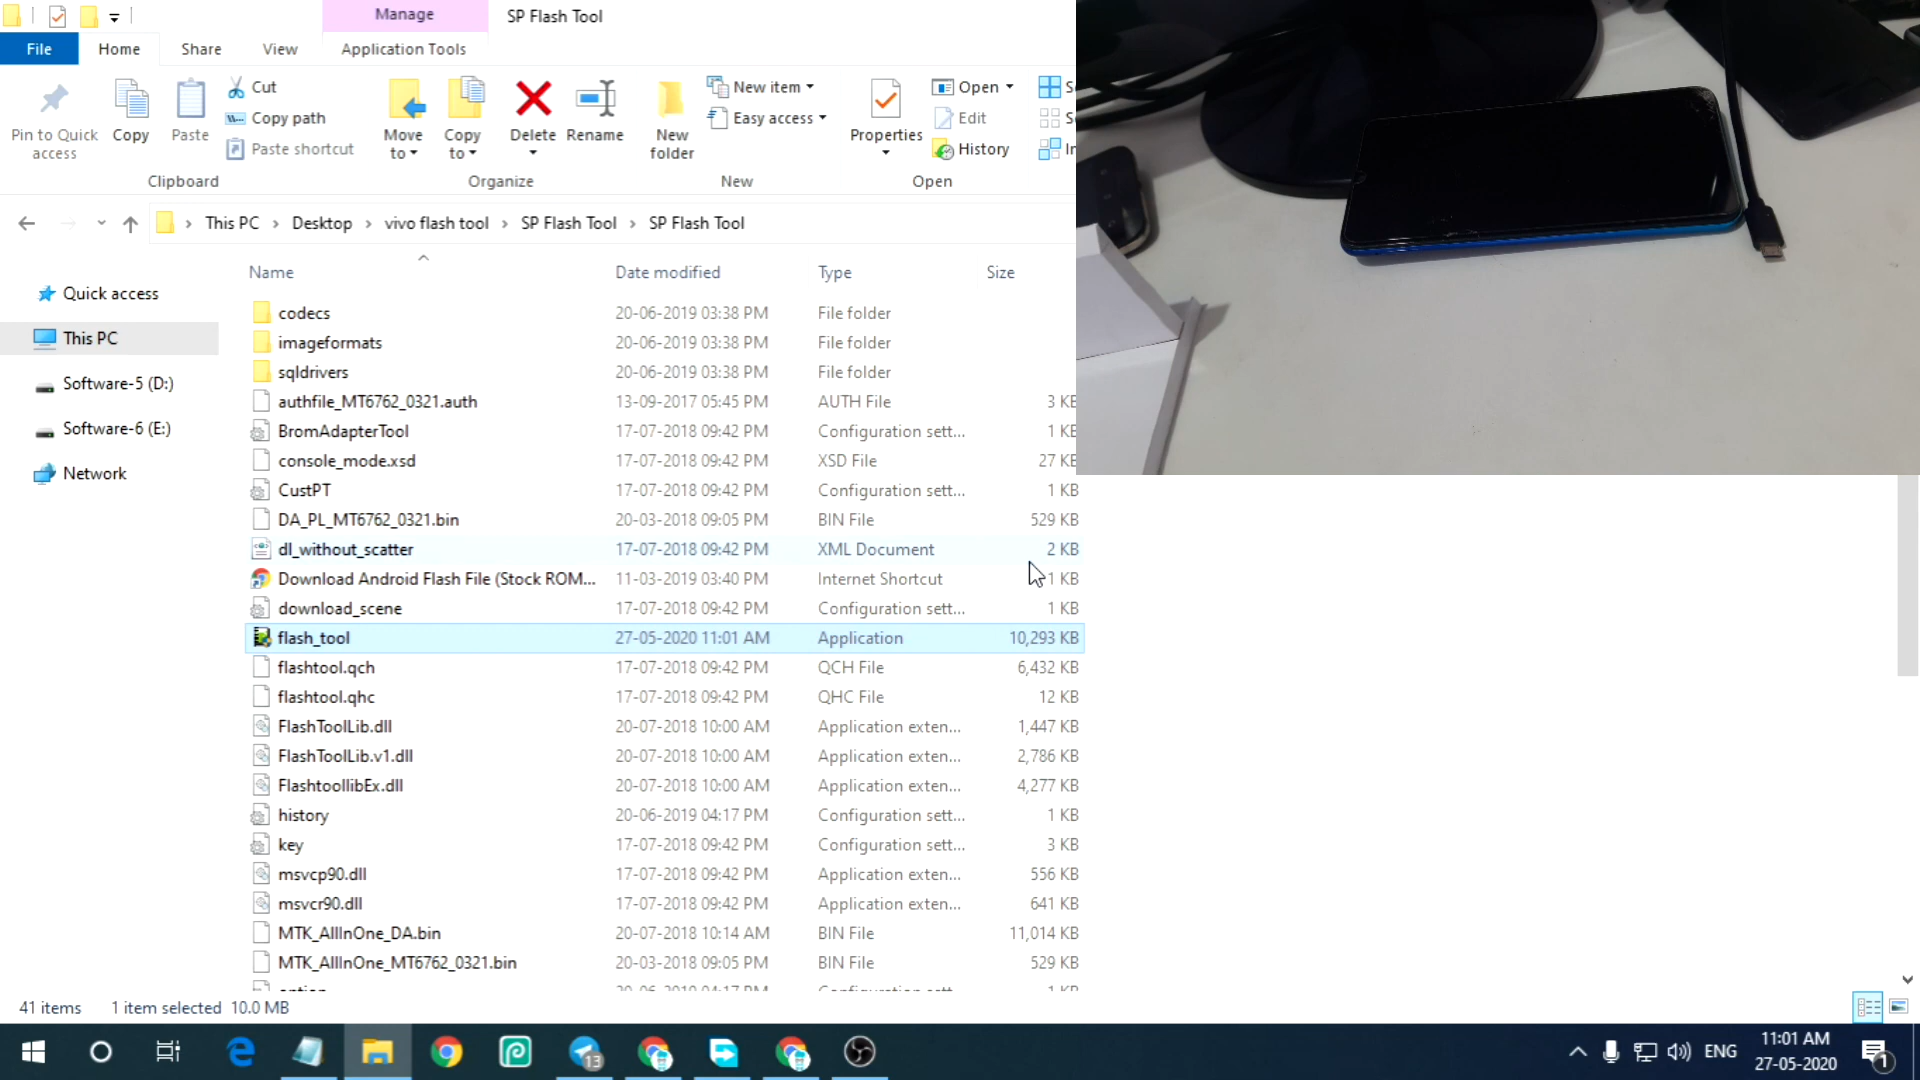 Manage
SP Flash Tool
File
Home
Share
View
Application Tools
Pin to Quick access
Copy
Paste
Cut
Copy path
Paste shortcut
Clipboard
Move to
Copy to
Delete
Rename
Organize
New folder
New item
Easy access
New
Properties
Open
Edit
History
Open
This PC > Desktop > vivo flash tool > SP Flash Tool > SP Flash Tool
Name Date modified Type Size
Quick access
This PC
Software-5 (D:)
Software-6 (E:)
Network
codecs 20-06-2019 03:38 PM File folder
imageformats 20-06-2019 03:38 PM File folder
sqldrivers 20-06-2019 03:38 PM File folder
authfile_MT6762_0321.auth 13-09-2017 05:45 PM AUTH File 3 KB
BromAdapterTool 17-07-2018 09:42 PM Configuration sett... 1 KB
console_mode.xsd 17-07-2018 09:42 PM XSD File 27 KB
CustPT 17-07-2018 09:42 PM Configuration sett... 1 KB
DA_PL_MT6762_0321.bin 20-03-2018 09:05 PM BIN File 529 KB
dl_without_scatter 17-07-2018 09:42 PM XML Document 2 KB
Download Android Flash File (Stock ROM... 11-03-2019 03:40 PM Internet Shortcut 1 KB
download_scene 17-07-2018 09:42 PM Configuration sett... 1 KB
flash_tool 27-05-2020 11:01 AM Application 10,293 KB
flashtool.qch 17-07-2018 09:42 PM QCH File 6,432 KB
flashtool.qhc 17-07-2018 09:42 PM QHC File 12 KB
FlashToolLib.dll 20-07-2018 10:00 AM Application exten... 1,447 KB
FlashToolLib.v1.dll 20-07-2018 10:00 AM Application exten... 2,786 KB
FlashtoollibEx.dll 20-07-2018 10:00 AM Application exten... 4,277 KB
history 20-06-2019 04:17 PM Configuration sett... 1 KB
key 17-07-2018 09:42 PM Configuration sett... 3 KB
msvcp90.dll 17-07-2018 09:42 PM Application exten... 556 KB
msvcr90.dll 17-07-2018 09:42 PM Application exten... 641 KB
MTK_AllInOne_DA.bin 20-07-2018 10:14 AM BIN File 11,014 KB
MTK_AllInOne_MT6762_0321.bin 20-03-2018 09:05 PM BIN File 529 KB
41 items 1 item selected 10.0 MB
13
ENG
11:01 AM
27-05-2020
1